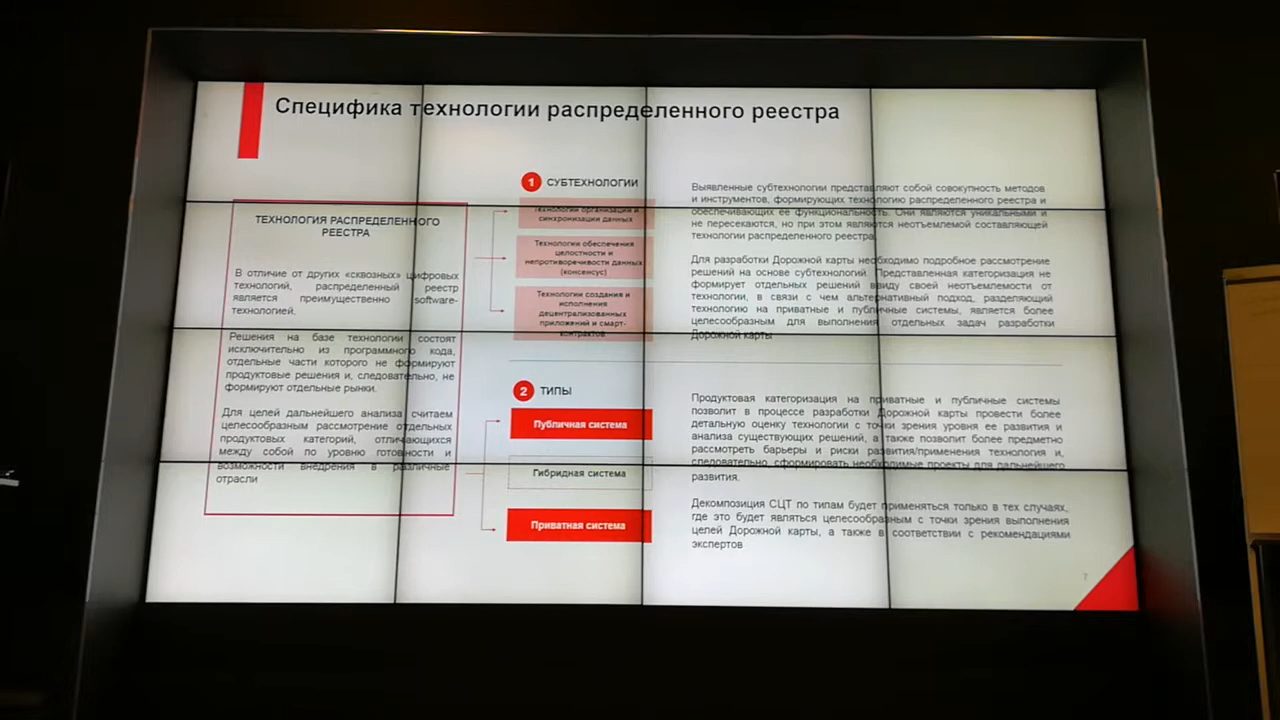 Специфика технологии распределенного реестра
ТЕХНОЛОГИЯ РАСПРЕДЕЛЕННОГО
РЕЕСТРА
В отличие от других «сквозных» цифровых
технологий, распределенный реестр
является преимущественно software-
технологией.
Решения на базе технологии состоят
исключительно из программного кода,
отдельные части которого не формируют
продуктовые решения и, следовательно, не
формируют отдельные рынки.
Для целей дальнейшего анализа считаем
целесообразным рассмотрение отдельных
продуктовых категорий, отличающихся
между собой по уровню готовности и
возможности внедрения в различные
отрасли
1 СУБТЕХНОЛОГИИ
Технологии организации и
синхронизации данных
Технологии обеспечения
целостности и
непротиворечивости данных
(консенсус)
Технологии создания и
исполнения
децентрализованных
приложений и смарт-
контрактов
Выявленные субтехнологии представляют собой совокупность методов
и инструментов, формирующих технологию распределенного реестра и
обеспечивающих ее функциональность. Они являются уникальными и
не пересекаются, но при этом являются неотъемлемой составляющей
технологии распределенного реестра.
Для разработки Дорожной карты необходимо подробное рассмотрение
решений на основе субтехнологий. Представленная категоризация не
формирует отдельных решений ввиду своей неотъемлемости от
технологии, в связи с чем альтернативный подход, разделяющий
технологию на приватные и публичные системы, является более
целесообразным для выполнения отдельных задач разработки
Дорожной карты
2 ТИПЫ
Публичная система
Гибридная система
Приватная система
Продуктовая категоризация на приватные и публичные системы
позволит в процессе разработки Дорожной карты провести более
детальную оценку технологии с точки зрения уровня ее развития и
анализа существующих решений, а также позволит более предметно
рассмотреть барьеры и риски развития/применения технология и,
следовательно, сформировать необходимые проекты для дальнейшего
развития.
Декомпозиция СЦТ по типам будет применяться только в тех случаях,
где это будет являться целесообразным с точки зрения выполнения
целей Дорожной карты, а также в соответствии с рекомендациями
экспертов
7